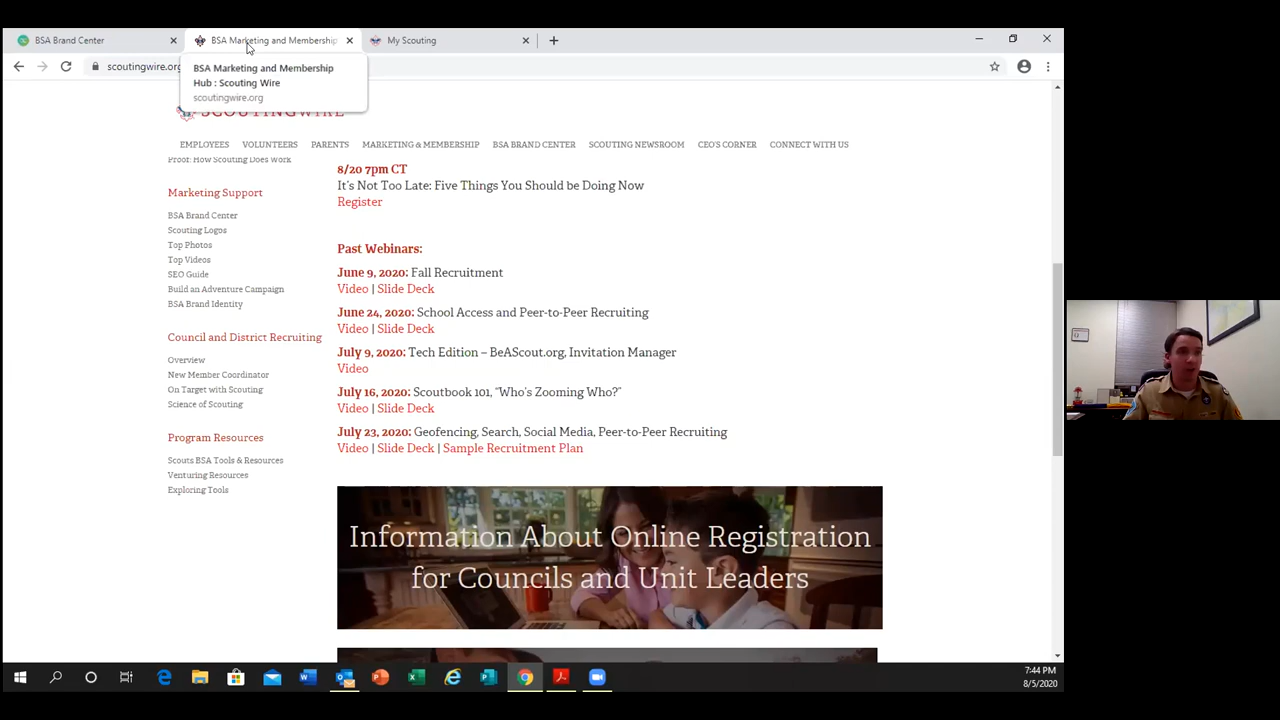 BSA Brand Center
BSA Marketing and Membership
My Scouting
scoutingwire.org
BSA Marketing and Membership
Hub : Scouting Wire
scoutingwire.org
SCOUTINGWIRE
EMPLOYEES VOLUNTEERS PARENTS MARKETING & MEMBERSHIP BSA BRAND CENTER SCOUTING NEWSROOM CEO'S CORNER CONNECT WITH US
Proof: How Scouting Does Work
Marketing Support
BSA Brand Center
Scouting Logos
Top Photos
Top Videos
SEO Guide
Build an Adventure Campaign
BSA Brand Identity
Council and District Recruiting
Overview
New Member Coordinator
On Target with Scouting
Science of Scouting
Program Resources
Scouts BSA Tools & Resources
Venturing Resources
Exploring Tools
8/20 7pm CT
It's Not Too Late: Five Things You Should be Doing Now
Register
Past Webinars:
June 9, 2020: Fall Recruitment
Video | Slide Deck
June 24, 2020: School Access and Peer-to-Peer Recruiting
Video | Slide Deck
July 9, 2020: Tech Edition – BeAScout.org, Invitation Manager
Video
July 16, 2020: Scoutbook 101, “Who's Zooming Who?”
Video | Slide Deck
July 23, 2020: Geofencing, Search, Social Media, Peer-to-Peer Recruiting
Video | Slide Deck | Sample Recruitment Plan
Information About Online Registration
for Councils and Unit Leaders
7:44 PM
8/5/2020